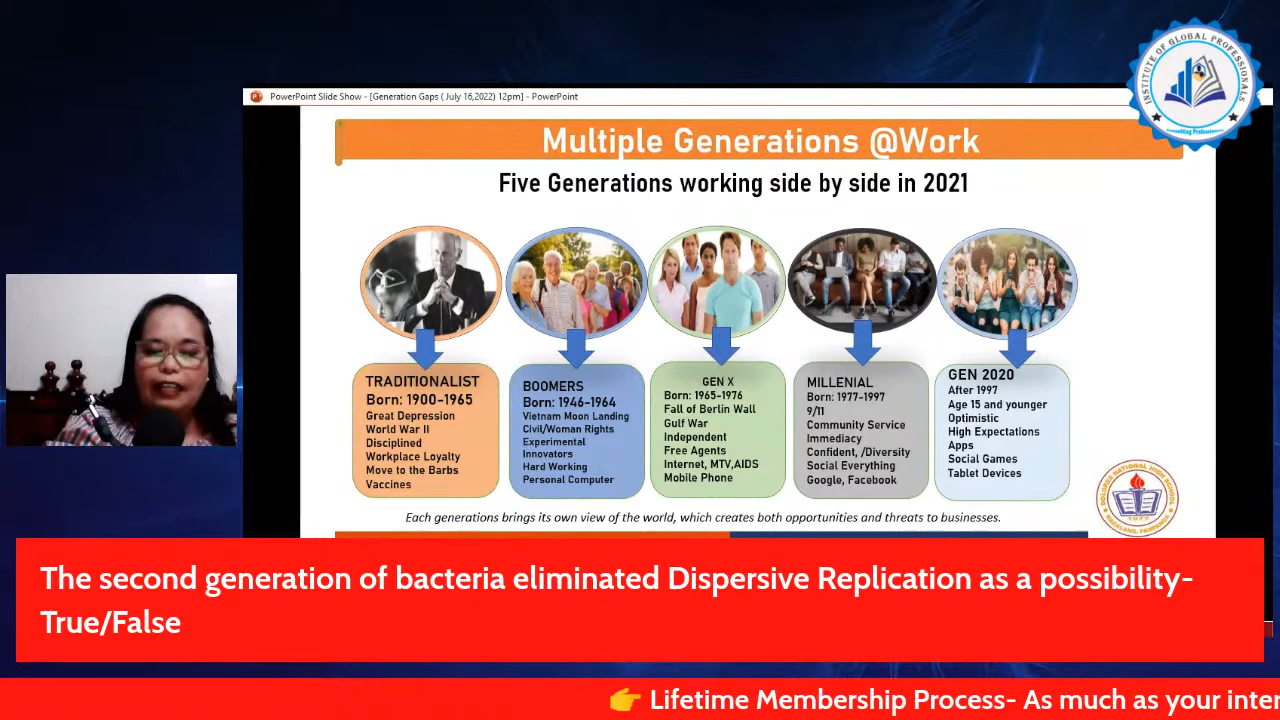 PowerPoint Slide Show - [Generation Gaps ( July 16,2022) 12pm] - PowerPoint
INSTITUTE OF GLOBAL PROFESSIONALS
Multiple Generations @Work
Five Generations working side by side in 2021
TRADITIONALIST
Born: 1900-1965
Great Depression
World War II
Disciplined
Workplace Loyalty
Move to the Barbs
Vaccines
BOOMERS
Born: 1946-1964
Vietnam Moon Landing
Civil/Woman Rights
Experimental
Innovators
Hard Working
Personal Computer
GEN X
Born: 1965-1976
Fall of Berlin Wall
Gulf War
Independent
Free Agents
Internet, MTV,AIDS
Mobile Phone
MILLENIAL
Born: 1977-1997
9/11
Community Service
Immediacy
Confident, /Diversity
Social Everything
Google, Facebook
GEN 2020
After 1997
Age 15 and younger
Optimistic
High Expectations
Apps
Social Games
Tablet Devices
DOLORES NATIONAL HIGH SCHOOL
MAGALANG, PAMPANGA
Each generations brings its own view of the world, which creates both opportunities and threats to businesses.
The second generation of bacteria eliminated Dispersive Replication as a possibility-
True/False
👉 Lifetime Membership Process- As much as your inter